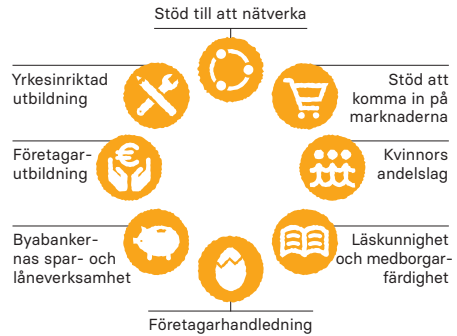 Stöd till att nätverka
Yrkesinriktad
utbildning
Stöd att
komma in på
marknaderna
Företagar-
utbildning
Kvinnors
andelslag
Byabanker-
nas spar- och
låneverksamhet
Läskunnighet
och medborgar-
färdighet
Företagarhandledning